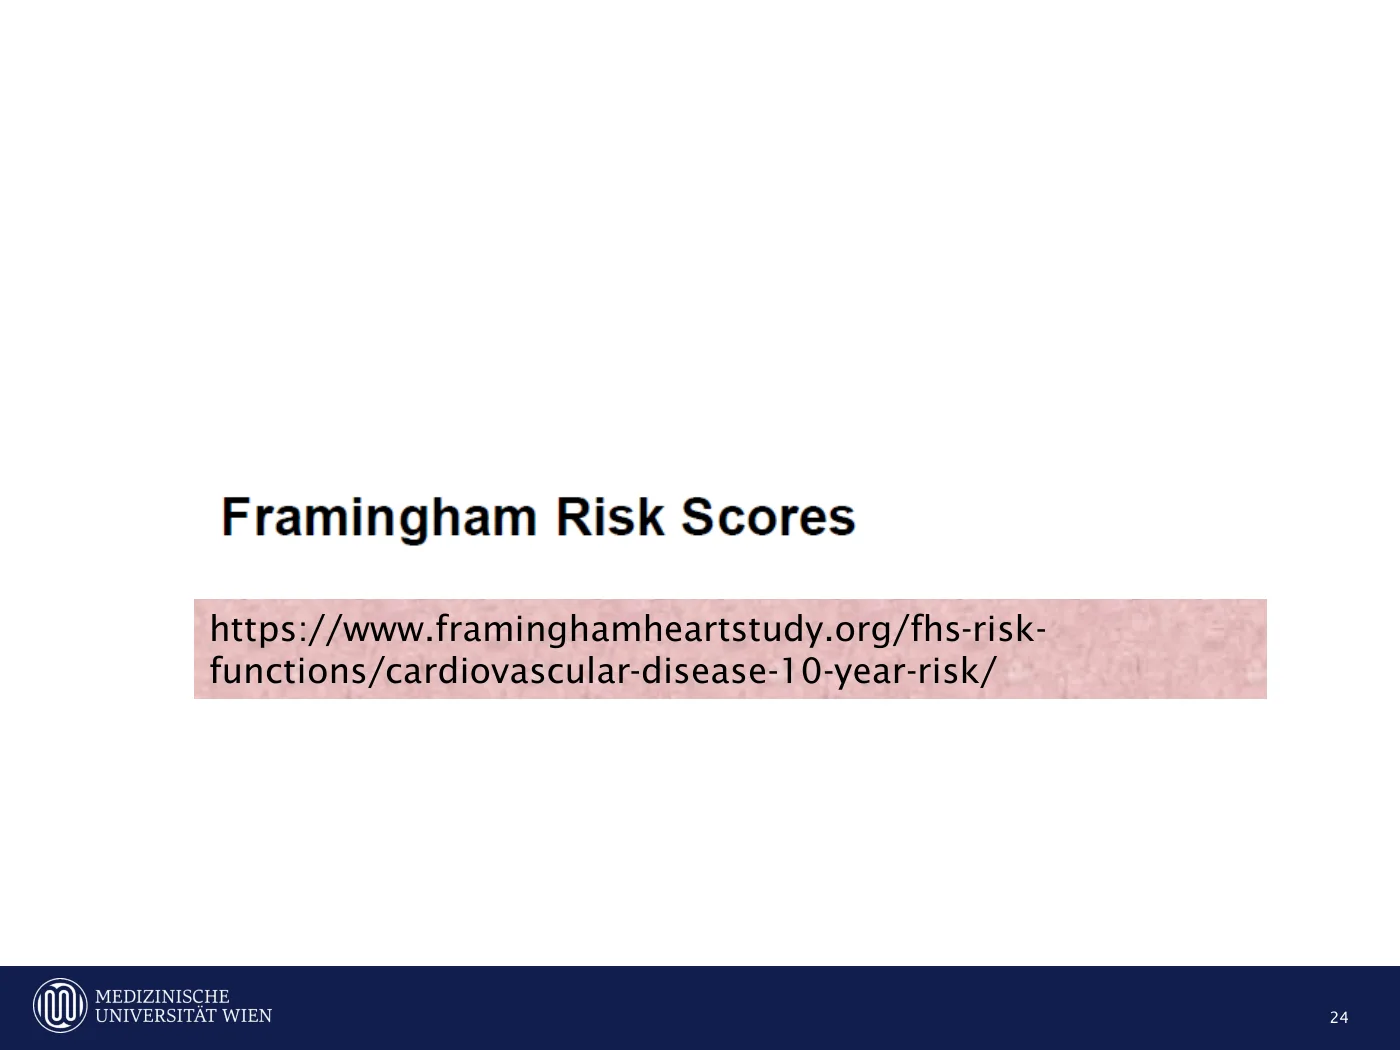 Framingham Risk Scores
https://www.framinghamheartstudy.org/fhs-risk-
functions/cardiovascular-disease-10-year-risk/
MEDIZINISCHE
UNIVERSITÄT WIEN
24